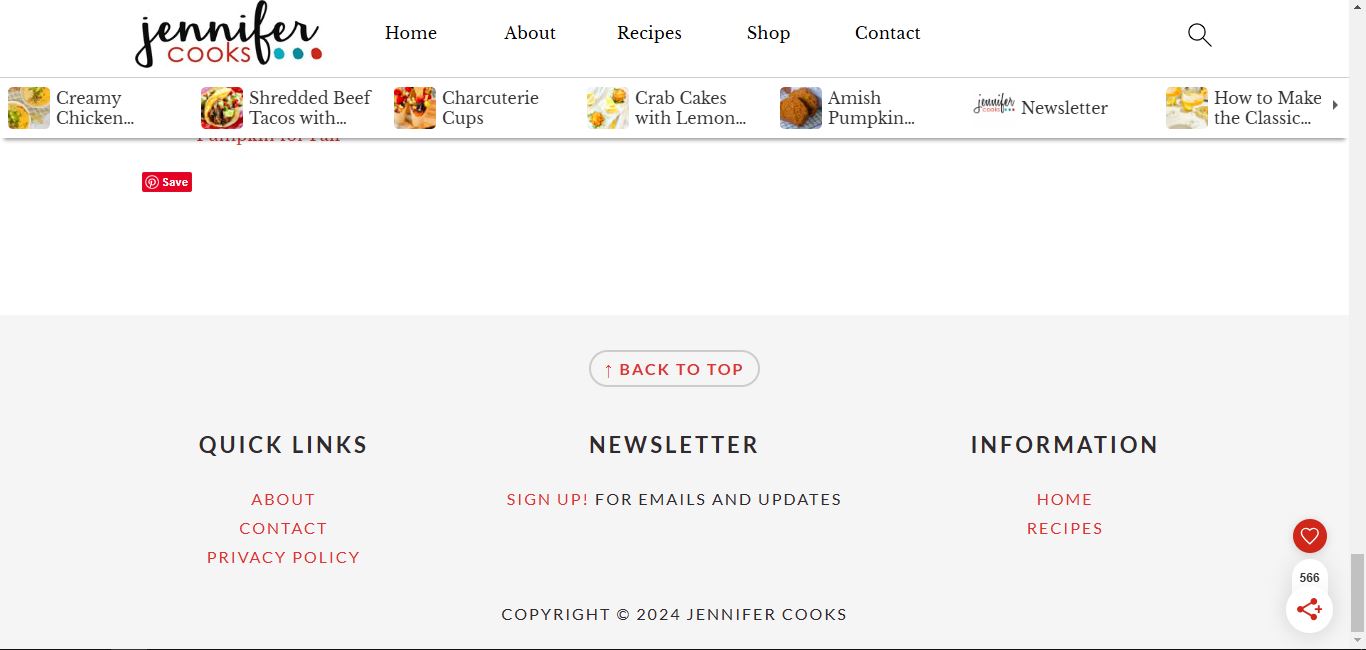 jennifer
COOKS
Home About Recipes Shop Contact
Creamy
Chicken...
Shredded Beef
Tacos with...
Charcuterie
Cups
Crab Cakes
with Lemon...
Amish
Pumpkin...
jennifer
Newsletter
How to Make
the Classic...
Pumpkin for Fall
Save
↑ BACK TO TOP
QUICK LINKS
ABOUT
CONTACT
PRIVACY POLICY
NEWSLETTER
SIGN UP! FOR EMAILS AND UPDATES
INFORMATION
HOME
RECIPES
566
COPYRIGHT © 2024 JENNIFER COOKS